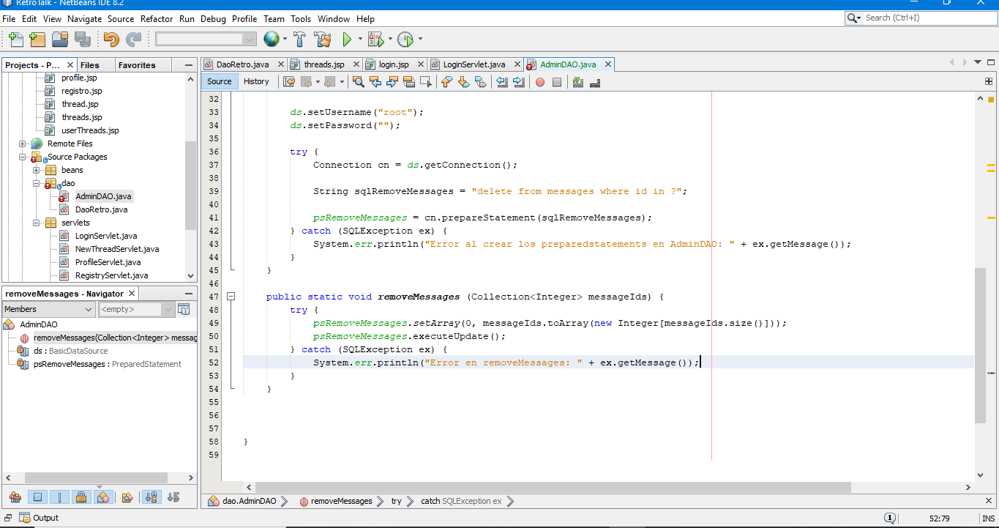 RetroTalk - NetBeans IDE 8.2
File Edit View Navigate Source Refactor Run Debug Profile Team Tools Window Help
Search (Ctrl+I)
Projects - P... Files Favorites
profile.jsp
registro.jsp
thread.jsp
threads.jsp
userThreads.jsp
Remote Files
Source Packages
beans
dao
AdminDAO.java
DaoRetro.java
servlets
LoginServlet.java
NewThreadServlet.java
ProfileServlet.java
RegistryServlet.java
removeMessages - Navigator
Members <empty>
AdminDAO
removeMessages(Collection<Integer> messag
ds : BasicDataSource
psRemoveMessages : PreparedStatement
DaoRetro.java threads.jsp login.jsp LoginServlet.java AdminDAO.java
Source History
32
33 ds.setUsername("root");
34 ds.setPassword("");
35
36 try {
37 Connection cn = ds.getConnection();
38
39 String sqlRemoveMessages = "delete from messages where id in ?";
40
41 psRemoveMessages = cn.prepareStatement(sqlRemoveMessages);
42 } catch (SQLException ex) {
43 System.err.println("Error al crear los preparedstatements en AdminDAO: " + ex.getMessage());
44 }
45 }
46
47 public static void removeMessages (Collection<Integer> messageIds) {
48 try {
49 psRemoveMessages.setArray(0, messageIds.toArray(new Integer[messageIds.size()]));
50 psRemoveMessages.executeUpdate();
51 } catch (SQLException ex) {
52 System.err.println("Error en removeMessages: " + ex.getMessage());
53 }
54 }
55
56
57
58 }
59
dao.AdminDAO removeMessages try catch SQLException ex
Output
1 52:79 INS